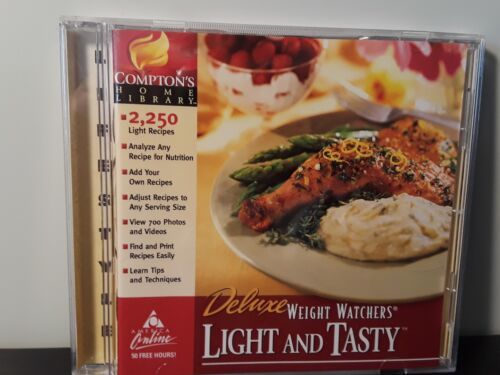 COMPTON'S
HOME
LIBRARY™
2,250
Light Recipes
Analyze Any
Recipe for Nutrition
Add Your
Own Recipes
Adjust Recipes to
Any Serving Size
View 700 Photos
and Videos
Find and Print
Recipes Easily
Learn Tips
and Techniques
AMERICA
Online
50 FREE HOURS!
Deluxe WEIGHT WATCHERS®
LIGHT AND TASTY™